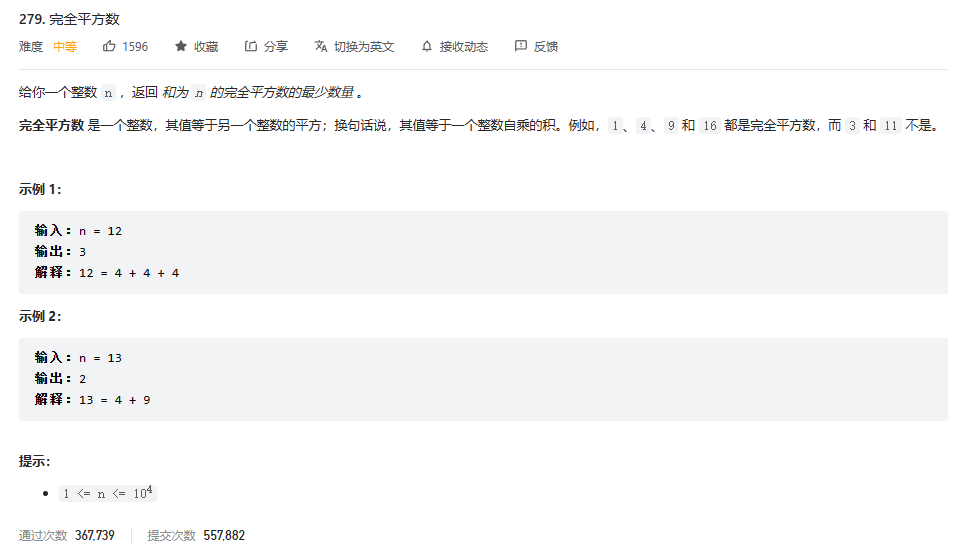 279. 完全平方数
难度 中等 1596 收藏 分享 切换为英文 接收动态 反馈
给你一个整数 n ，返回 和为 n 的完全平方数的最少数量 。
完全平方数 是一个整数，其值等于另一个整数的平方；换句话说，其值等于一个整数自乘的积。例如，1、4、9 和 16 都是完全平方数，而 3 和 11 不是。
示例 1：
输入：n = 12
输出：3
解释：12 = 4 + 4 + 4
示例 2：
输入：n = 13
输出：2
解释：13 = 4 + 9
提示：
• 1 <= n <= 10⁴
通过次数 367,739 提交次数 557,882